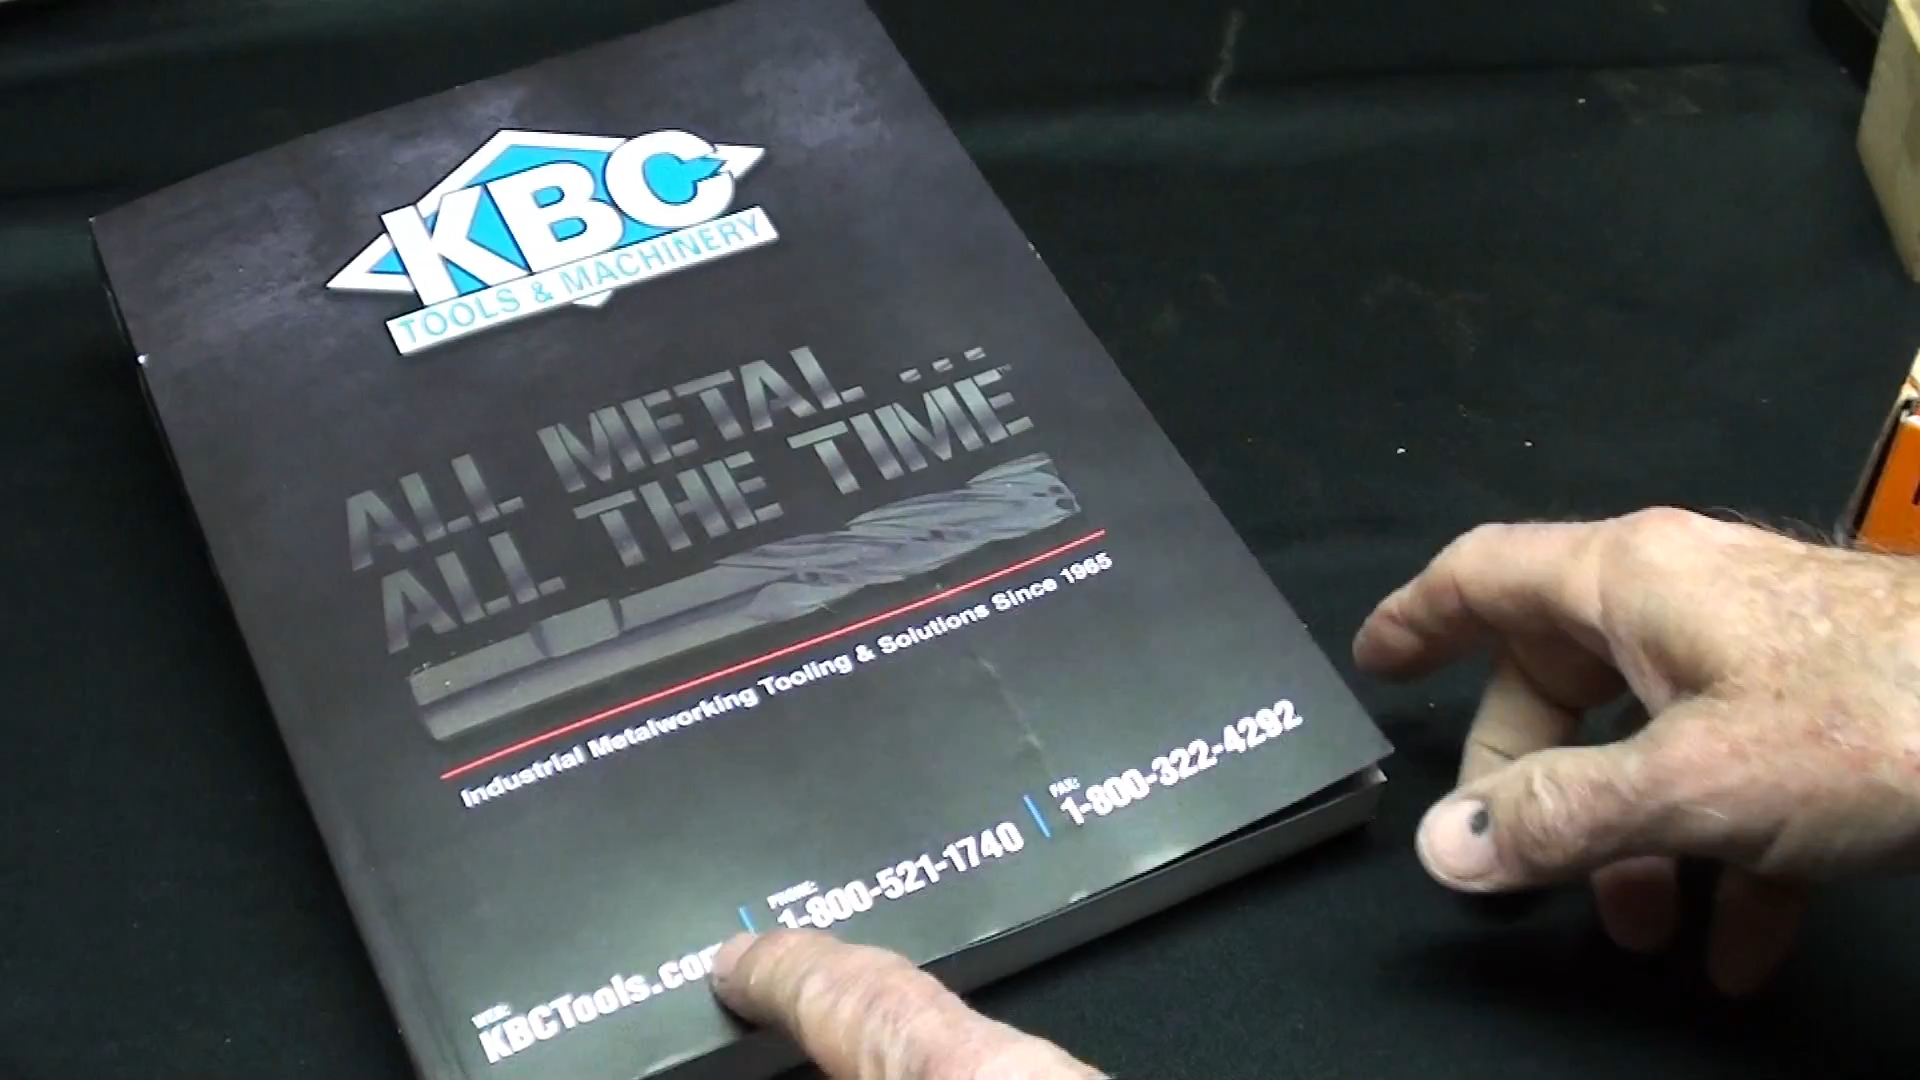 KBC
TOOLS & MACHINERY
ALL METAL ...
ALL THE TIME™
Industrial Metalworking Tooling & Solutions Since 1965
WEB:
KBCTools.com
PHONE:
1-800-521-1740
FAX:
1-800-322-4292